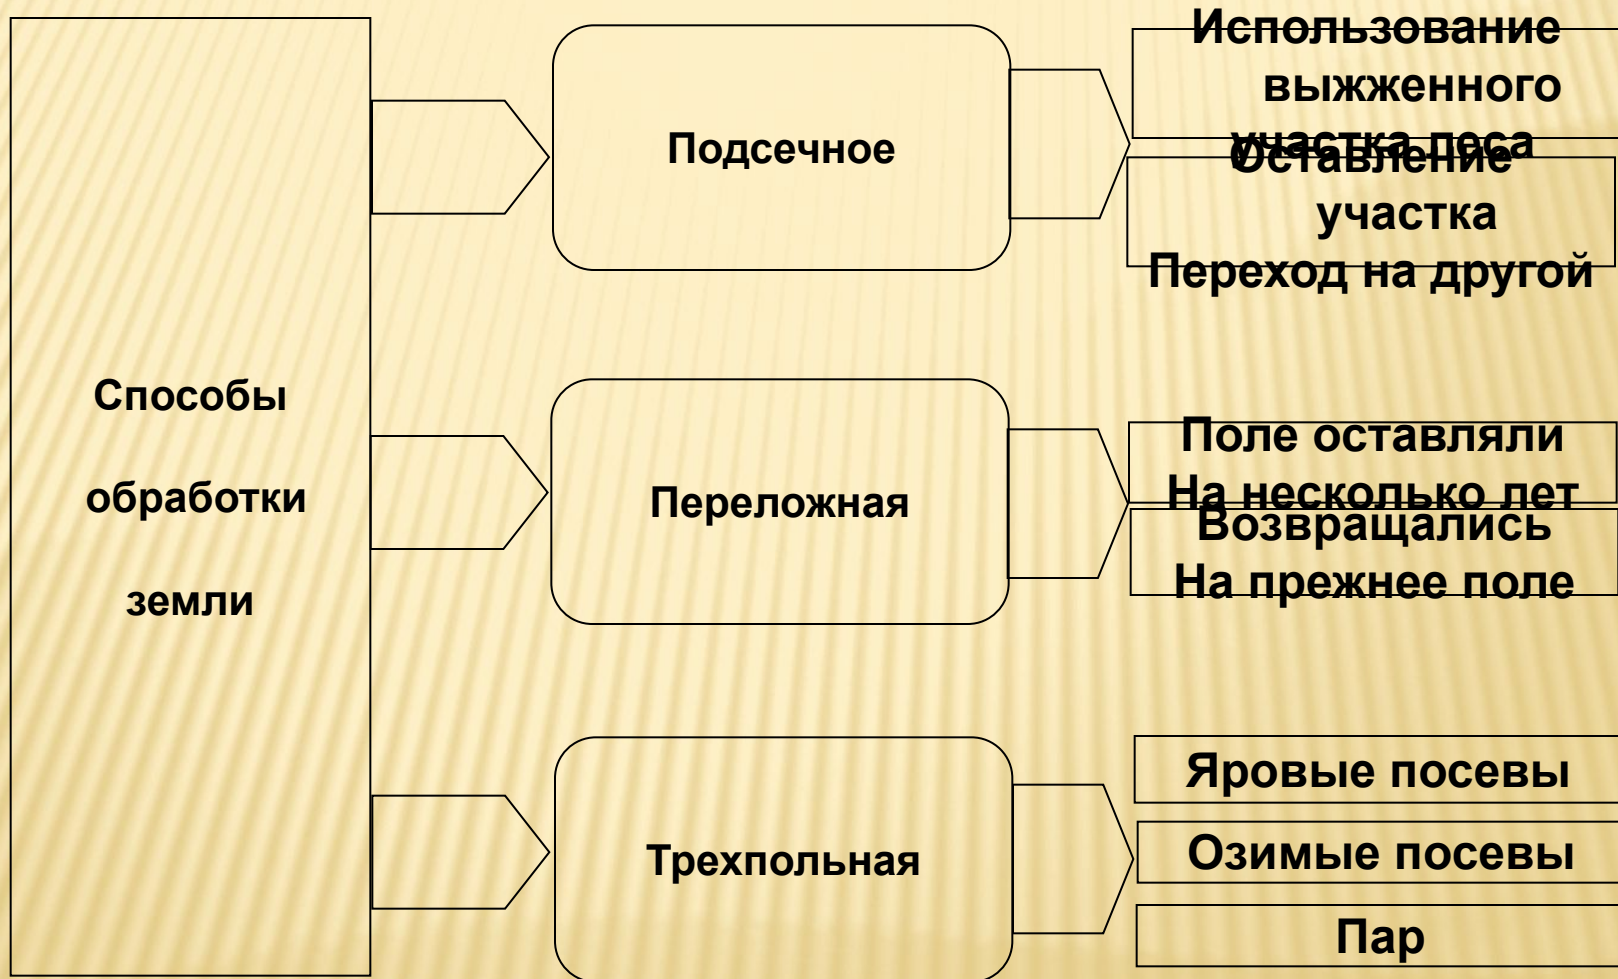 Способы
обработки
земли
Подсечное
Использование
выжженного
участка леса
Оставление
участка
Переход на другой
Переложная
Поле оставляли
На несколько лет
Возвращались
На прежнее поле
Трехпольная
Яровые посевы
Озимые посевы
Пар